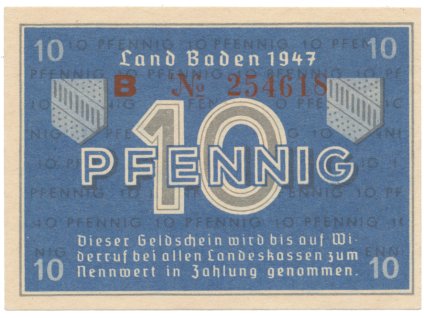 10 10
Land Baden 1947
B № 254618
10
PFENNIG
Dieser Geldschein wird bis auf Wi-
derruf bei allen Landeskassen zum
Nennwert in Zahlung genommen.
10 10